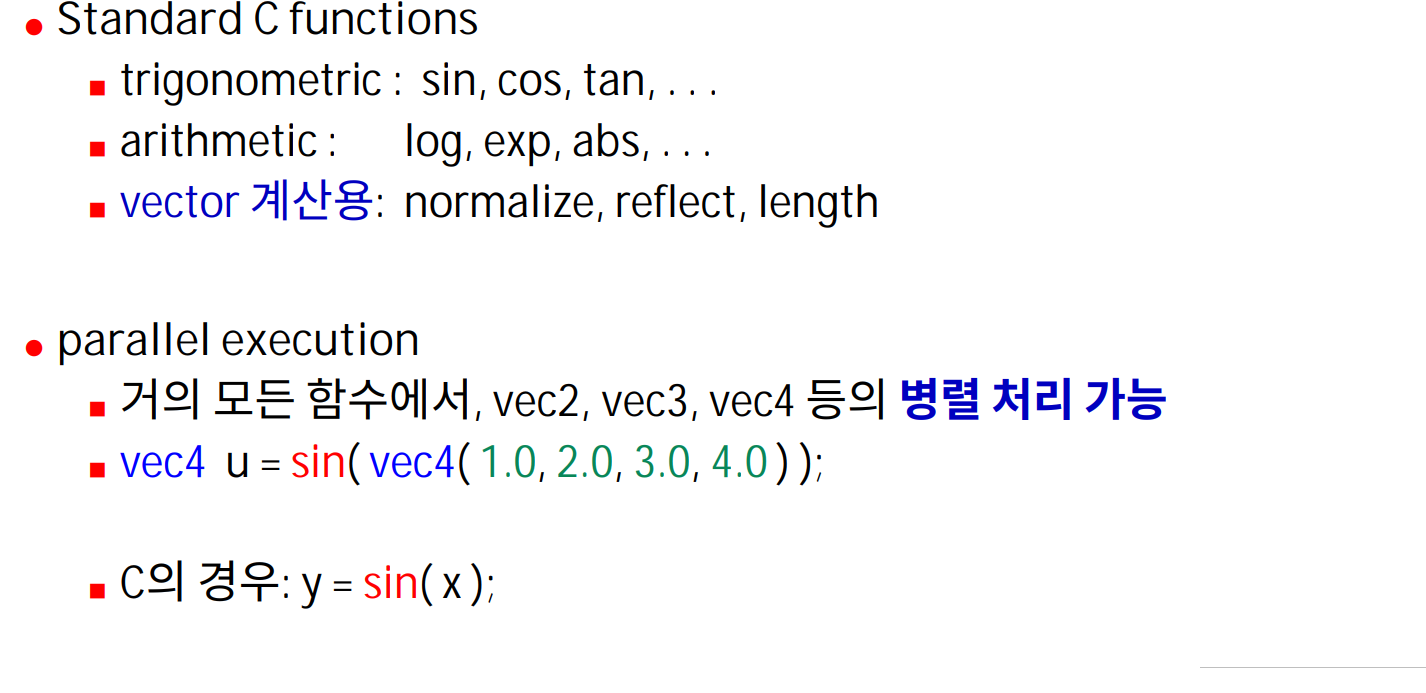 ● Standard C functions
■ trigonometric : sin, cos, tan, . . .
■ arithmetic : log, exp, abs, . . .
■ vector 계산용: normalize, reflect, length
● parallel execution
■ 거의 모든 함수에서, vec2, vec3, vec4 등의 병렬 처리 가능
■ vec4 u = sin( vec4( 1.0, 2.0, 3.0, 4.0 ) );
■ C의 경우: y = sin( x );